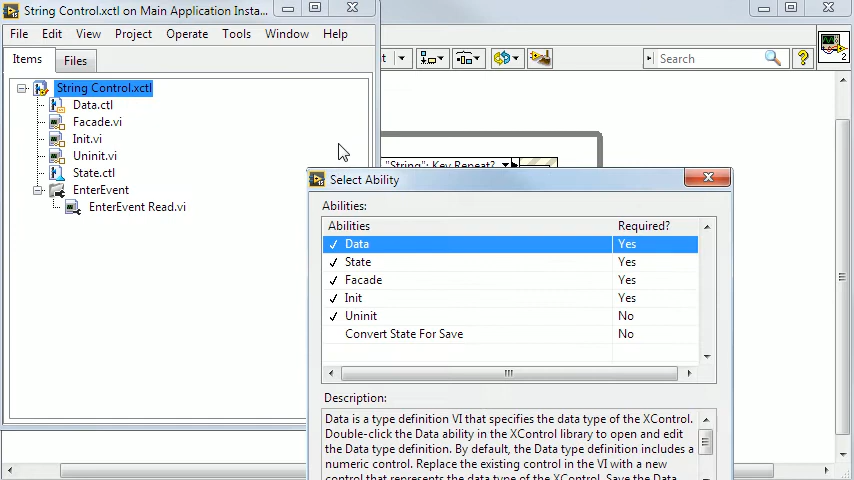 String Control.xctl on Main Application Insta...
File Edit View Project Operate Tools Window Help
Items Files
Search
String Control.xctl
Data.ctl
Facade.vi
Init.vi
Uninit.vi
State.ctl
EnterEvent
EnterEvent Read.vi
"String": Key Repeat?
Select Ability
Abilities:
Abilities Required?
Data Yes
State Yes
Facade Yes
Init Yes
Uninit No
Convert State For Save No
Description:
Data is a type definition VI that specifies the data type of the XControl.
Double-click the Data ability in the XControl library to open and edit
the Data type definition. By default, the Data type definition includes a
numeric control. Replace the existing control in the VI with a new
control that represents the data type of the XControl. Save the Data